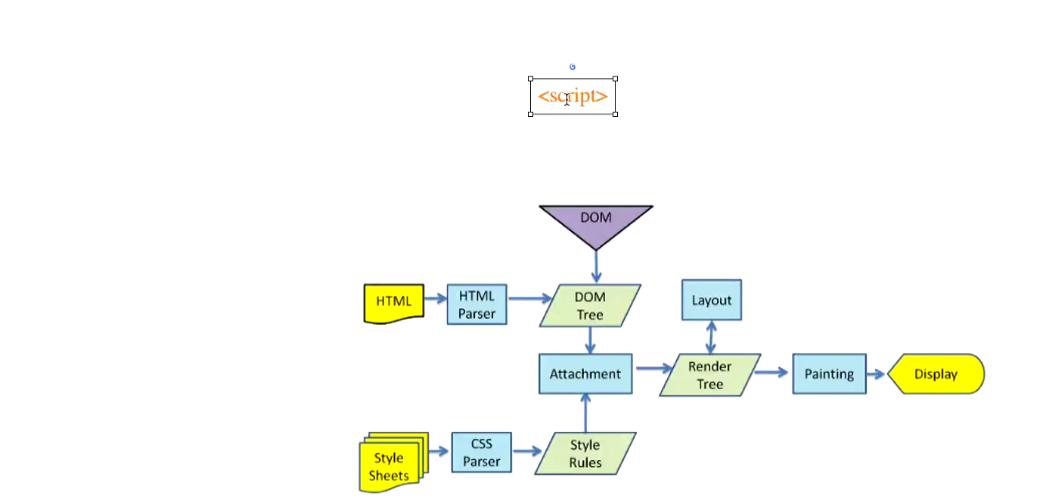 <script>
DOM
HTML
HTML
Parser
DOM
Tree
Layout
Attachment
Render
Tree
Painting
Display
Style
Sheets
CSS
Parser
Style
Rules